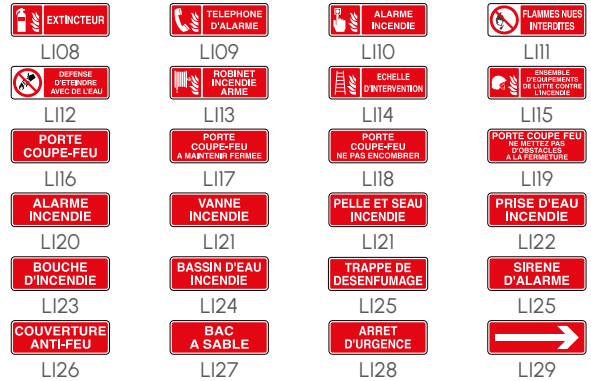 EXTINCTEUR
TELEPHONE
D'ALARME
ALARME
INCENDIE
FLAMMES NUES
INTERDITES
LI08
LI09
LI10
LI11
DEFENSE
D'ETEINDRE
AVEC DE L'EAU
ROBINET
INCENDIE
ARME
ECHELLE
D'INTERVENTION
ENSEMBLE
D'EQUIPEMENTS
DE LUTTE CONTRE
L'INCENDIE
LI12
LI13
LI14
LI15
PORTE
COUPE-FEU
PORTE
COUPE-FEU
A MAINTENIR FERMEE
PORTE
COUPE-FEU
NE PAS ENCOMBRER
PORTE COUPE FEU
NE METTEZ PAS
D'OBSTACLES
A LA FERMETURE
LI16
LI17
LI18
LI19
ALARME
INCENDIE
VANNE
INCENDIE
PELLE ET SEAU
INCENDIE
PRISE D'EAU
INCENDIE
LI20
LI21
LI21
LI22
BOUCHE
D'INCENDIE
BASSIN D'EAU
INCENDIE
TRAPPE DE
DESENFUMAGE
SIRENE
D'ALARME
LI23
LI24
LI25
LI25
COUVERTURE
ANTI-FEU
BAC
A SABLE
ARRET
D'URGENCE
LI26
LI27
LI28
LI29